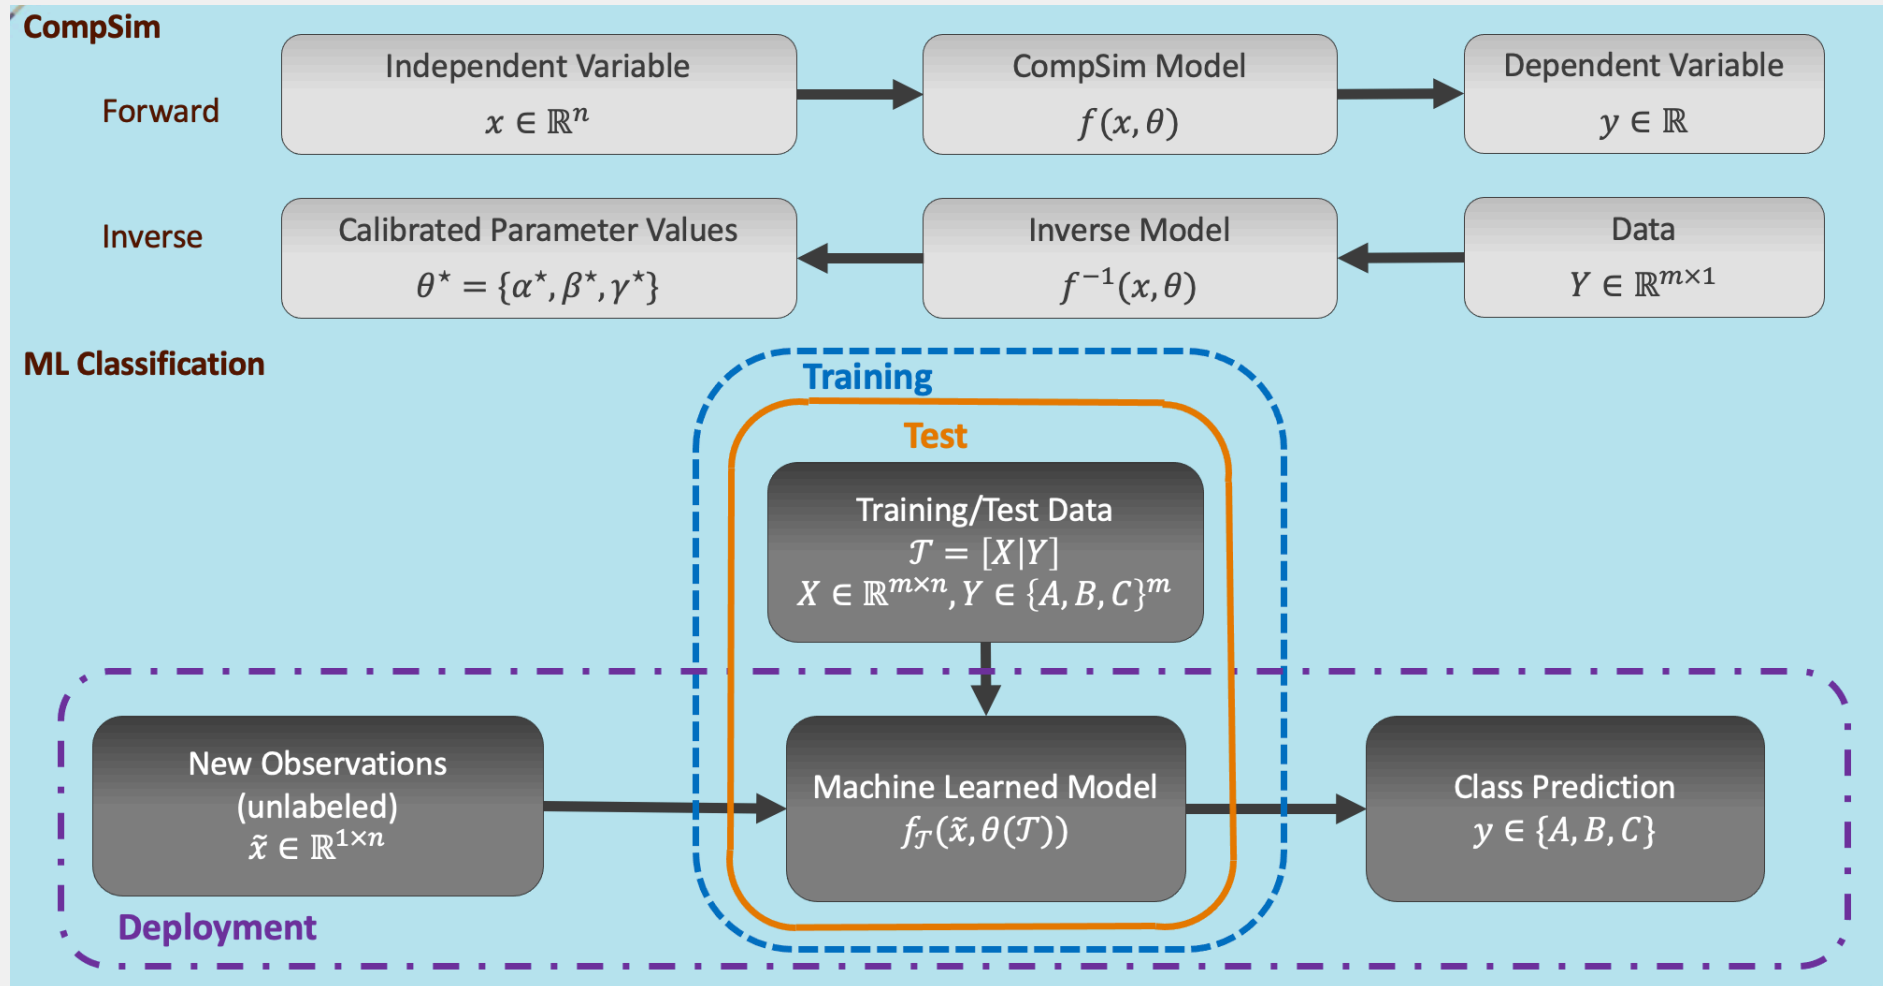 CompSim
Forward
Independent Variable
x ∈ ℝⁿ
CompSim Model
f(x, θ)
Dependent Variable
y ∈ ℝ
Inverse
Calibrated Parameter Values
θ* = {α*, β*, γ*}
Inverse Model
f⁻¹(x, θ)
Data
Y ∈ ℝᵐˣ¹
ML Classification
Training
Test
Training/Test Data
𝒯 = [X|Y]
X ∈ ℝᵐˣⁿ, Y ∈ {A, B, C}ᵐ
New Observations
(unlabeled)
x̃ ∈ ℝ¹ˣⁿ
Machine Learned Model
f_𝒯(x̃, θ(𝒯))
Class Prediction
y ∈ {A, B, C}
Deployment